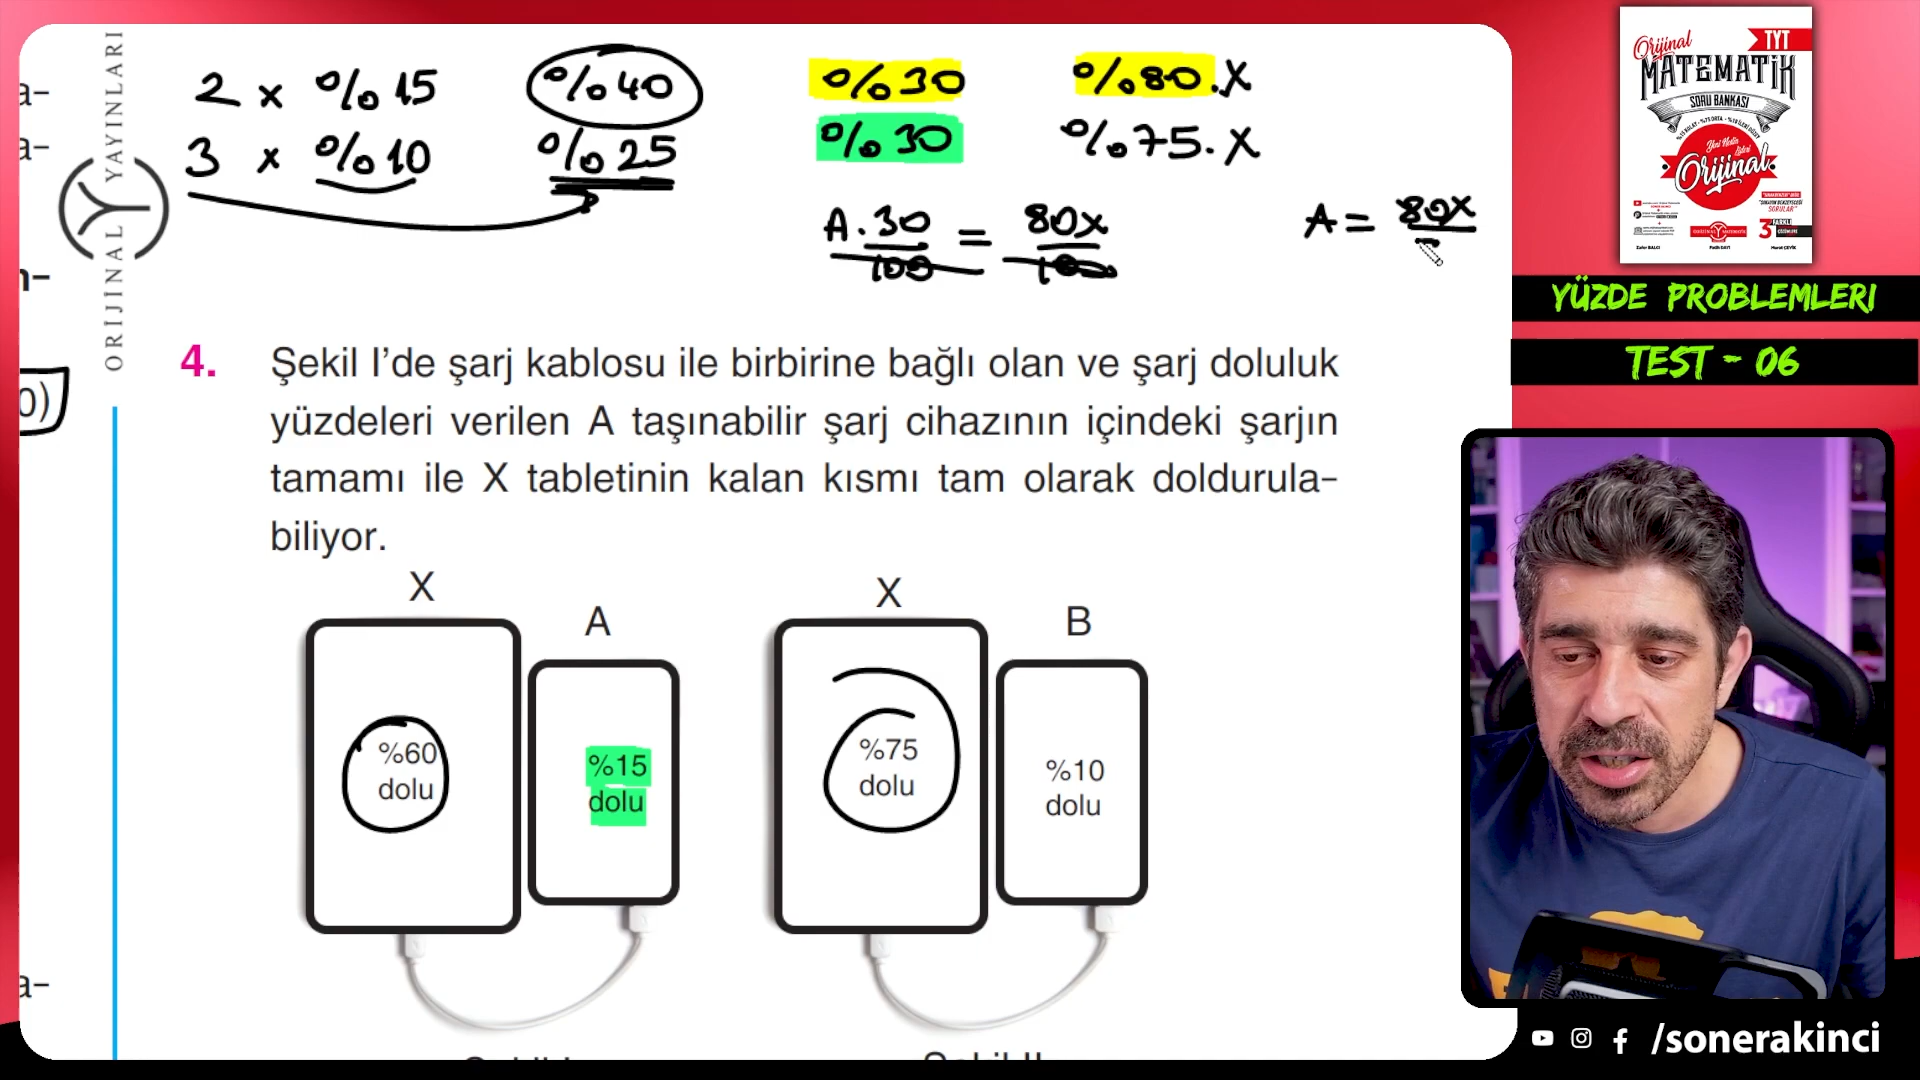 2 x %15 %40 %30 %80.X
3 x %10 %25 %30 %75.X
A.30/100 = 80x/100
A = 80x
ORİJİNAL YAYINLARI
a-
a-
n-
0)
a-
4. Şekil I'de şarj kablosu ile birbirine bağlı olan ve şarj doluluk
yüzdeleri verilen A taşınabilir şarj cihazının içindeki şarjın
tamamı ile X tabletinin kalan kısmı tam olarak doldurula-
biliyor.
X
A
%60
dolu
%15
dolu
X
B
%75
dolu
%10
dolu
TYT
Orijinal
MATEMATİK
SORU BANKASI
Orijinal
YÜZDE PROBLEMLERI
TEST - 06
/sonerakinci